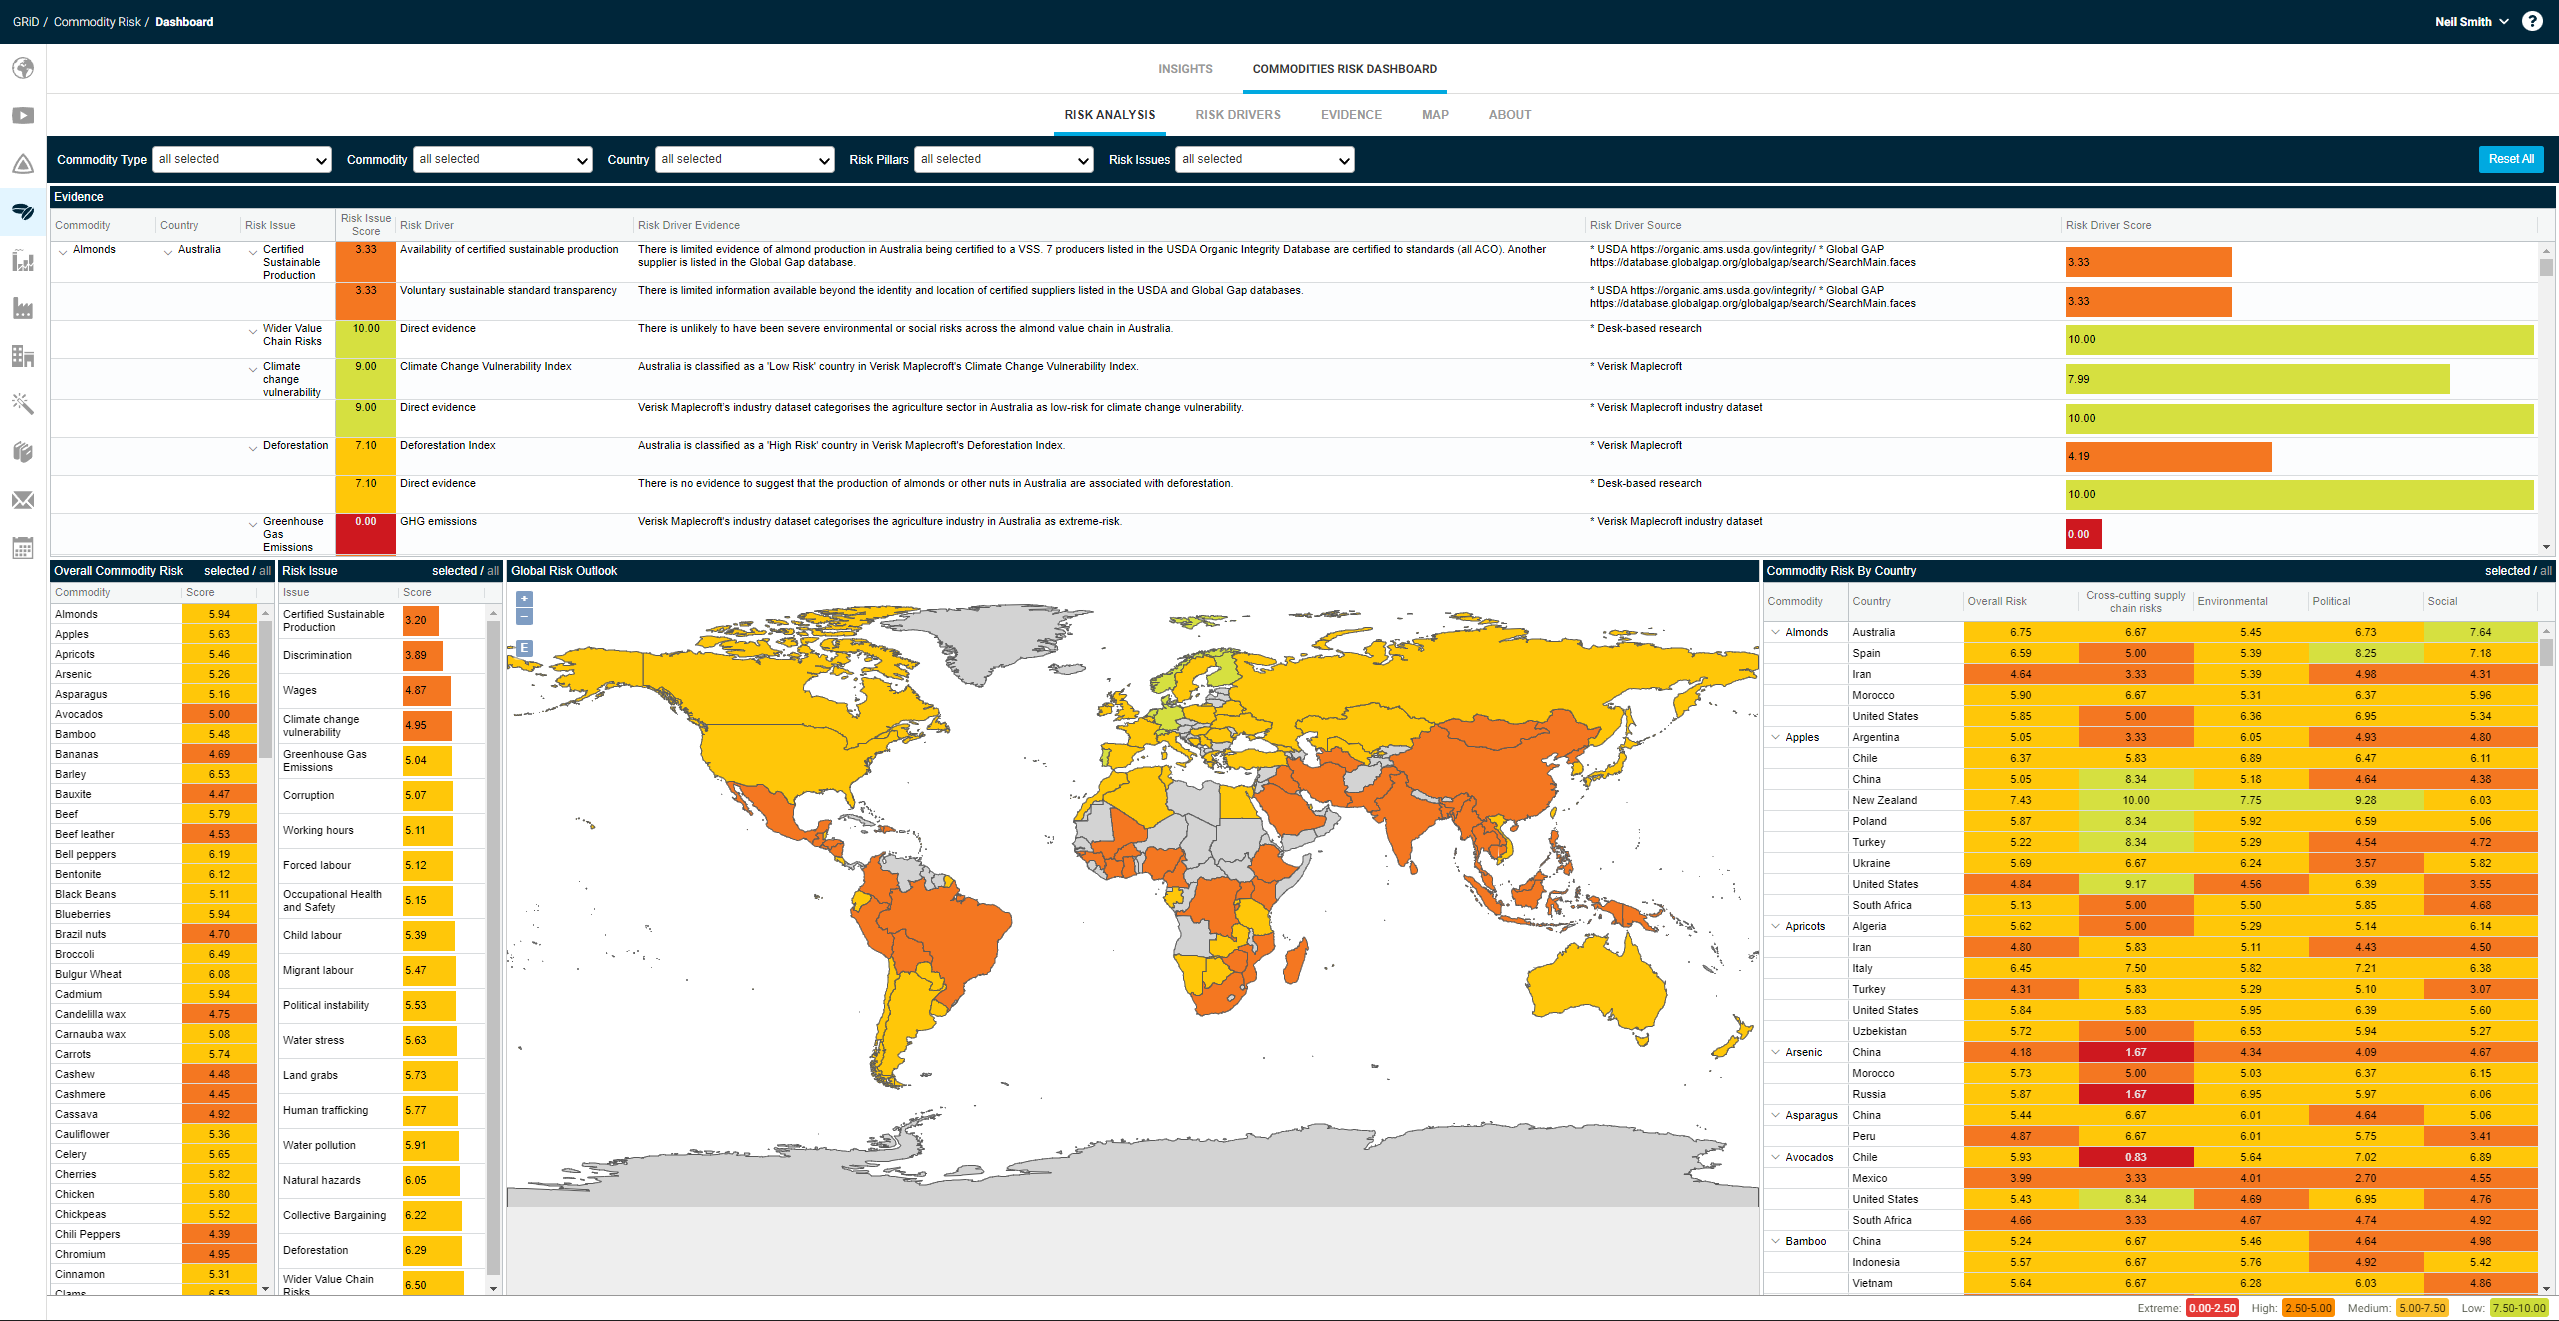 GRiD / Commodity Risk / Dashboard
Neil Smith
?
INSIGHTS
COMMODITIES RISK DASHBOARD
RISK ANALYSIS
RISK DRIVERS
EVIDENCE
MAP
ABOUT
Commodity Type all selected
Commodity all selected
Country all selected
Risk Pillars all selected
Risk Issues all selected
Reset All
Evidence
Commodity Country Risk Issue Risk Issue Score Risk Driver Risk Driver Evidence Risk Driver Source Risk Driver Score
Almonds Australia Certified Sustainable Production 3.33 Availability of certified sustainable production
There is limited evidence of almond production in Australia being certified to a VSS. 7 producers listed in the USDA Organic Integrity Database are certified to standards (all ACO). Another
supplier is listed in the Global Gap database.
* USDA https://organic.ams.usda.gov/integrity/ * Global GAP
https://database.globalgap.org/globalgap/search/SearchMain.faces
3.33
3.33 Voluntary sustainable standard transparency
There is limited information available beyond the identity and location of certified suppliers listed in the USDA and Global Gap databases.
* USDA https://organic.ams.usda.gov/integrity/ * Global GAP
https://database.globalgap.org/globalgap/search/SearchMain.faces
3.33
Wider Value Chain Risks 10.00 Direct evidence There is unlikely to have been severe environmental or social risks across the almond value chain in Australia. * Desk-based research 10.00
Climate change vulnerability 9.00 Climate Change Vulnerability Index Australia is classified as a 'Low Risk' country in Verisk Maplecroft's Climate Change Vulnerability Index. * Verisk Maplecroft 7.99
9.00 Direct evidence Verisk Maplecroft's industry dataset categorises the agriculture sector in Australia as low-risk for climate change vulnerability. * Verisk Maplecroft industry dataset 10.00
Deforestation 7.10 Deforestation Index Australia is classified as a 'High Risk' country in Verisk Maplecroft's Deforestation Index. * Verisk Maplecroft 4.19
7.10 Direct evidence There is no evidence to suggest that the production of almonds or other nuts in Australia are associated with deforestation. * Desk-based research 10.00
Greenhouse Gas Emissions 0.00 GHG emissions Verisk Maplecroft's industry dataset categorises the agriculture industry in Australia as extreme-risk. * Verisk Maplecroft industry dataset 0.00
Overall Commodity Risk selected / all
Commodity Score
Almonds 5.94
Apples 5.63
Apricots 5.46
Arsenic 5.26
Asparagus 5.16
Avocados 5.00
Bamboo 5.48
Bananas 4.69
Barley 6.53
Bauxite 4.47
Beef 5.79
Beef leather 4.53
Bell peppers 6.19
Bentonite 6.12
Black Beans 5.11
Blueberries 5.94
Brazil nuts 4.70
Broccoli 6.49
Bulgur Wheat 6.08
Cadmium 5.94
Candelilla wax 4.75
Carnauba wax 5.08
Carrots 5.74
Cashew 4.48
Cashmere 4.45
Cassava 4.92
Cauliflower 5.36
Celery 5.65
Cherries 5.82
Chicken 5.80
Chickpeas 5.52
Chili Peppers 4.39
Chromium 4.95
Cinnamon 5.31
Clams 6.53
Risk Issue selected / all
Issue Score
Certified Sustainable Production 3.20
Discrimination 3.89
Wages 4.87
Climate change vulnerability 4.95
Greenhouse Gas Emissions 5.04
Corruption 5.07
Working hours 5.11
Forced labour 5.12
Occupational Health and Safety 5.15
Child labour 5.39
Migrant labour 5.47
Political instability 5.53
Water stress 5.63
Land grabs 5.73
Human trafficking 5.77
Water pollution 5.91
Natural hazards 6.05
Collective Bargaining 6.22
Deforestation 6.29
Wider Value Chain Risks 6.50
Global Risk Outlook
+
−
E
Commodity Risk By Country selected / all
Commodity Country Overall Risk Cross-cutting supply chain risks Environmental Political Social
Almonds Australia 6.75 6.67 5.45 6.73 7.64
Spain 6.59 5.00 5.39 8.25 7.18
Iran 4.64 3.33 5.39 4.98 4.31
Morocco 5.90 6.67 5.31 6.37 5.96
United States 5.85 5.00 6.36 6.95 5.34
Apples Argentina 5.05 3.33 6.05 4.93 4.80
Chile 6.37 5.83 6.89 6.47 6.11
China 5.05 8.34 5.18 4.64 4.38
New Zealand 7.43 10.00 7.75 9.28 6.03
Poland 5.87 8.34 5.92 6.59 5.06
Turkey 5.22 8.34 5.29 4.54 4.72
Ukraine 5.69 6.67 6.24 3.57 5.82
United States 4.84 9.17 4.56 6.39 3.55
South Africa 5.13 5.00 5.50 5.85 4.68
Apricots Algeria 5.62 5.00 5.29 5.14 6.14
Iran 4.80 5.83 5.11 4.43 4.50
Italy 6.45 7.50 5.82 7.21 6.38
Turkey 4.31 5.83 5.29 5.10 3.07
United States 5.84 5.83 5.95 6.39 5.60
Uzbekistan 5.72 5.00 6.53 5.94 5.27
Arsenic China 4.18 1.67 4.34 4.09 4.67
Morocco 5.73 5.00 5.03 6.37 6.15
Russia 5.87 1.67 6.95 5.97 6.06
Asparagus China 5.44 6.67 6.01 4.64 5.06
Peru 4.87 6.67 6.01 5.75 3.41
Avocados Chile 5.93 0.83 5.64 7.02 6.89
Mexico 3.99 3.33 4.01 2.70 4.55
United States 5.43 8.34 4.69 6.95 4.76
South Africa 4.66 3.33 4.67 4.74 4.92
Bamboo China 5.24 6.67 5.46 4.64 4.98
Indonesia 5.57 6.67 5.76 4.92 5.42
Vietnam 5.64 6.67 6.28 6.03 4.86
Extreme: 0.00-2.50 High: 2.50-5.00 Medium: 5.00-7.50 Low: 7.50-10.00